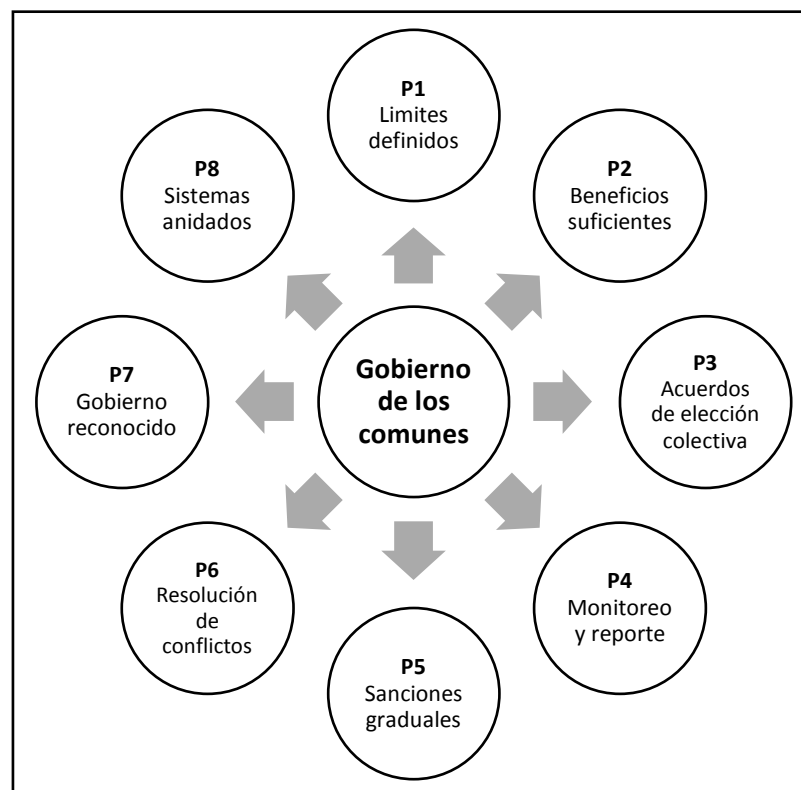 P1
Limites
definidos
P2
Beneficios
suficientes
P3
Acuerdos
de elección
colectiva
P4
Monitoreo
y reporte
P5
Sanciones
graduales
P6
Resolución
de
conflictos
P7
Gobierno
reconocido
P8
Sistemas
anidados
Gobierno
de los
comunes